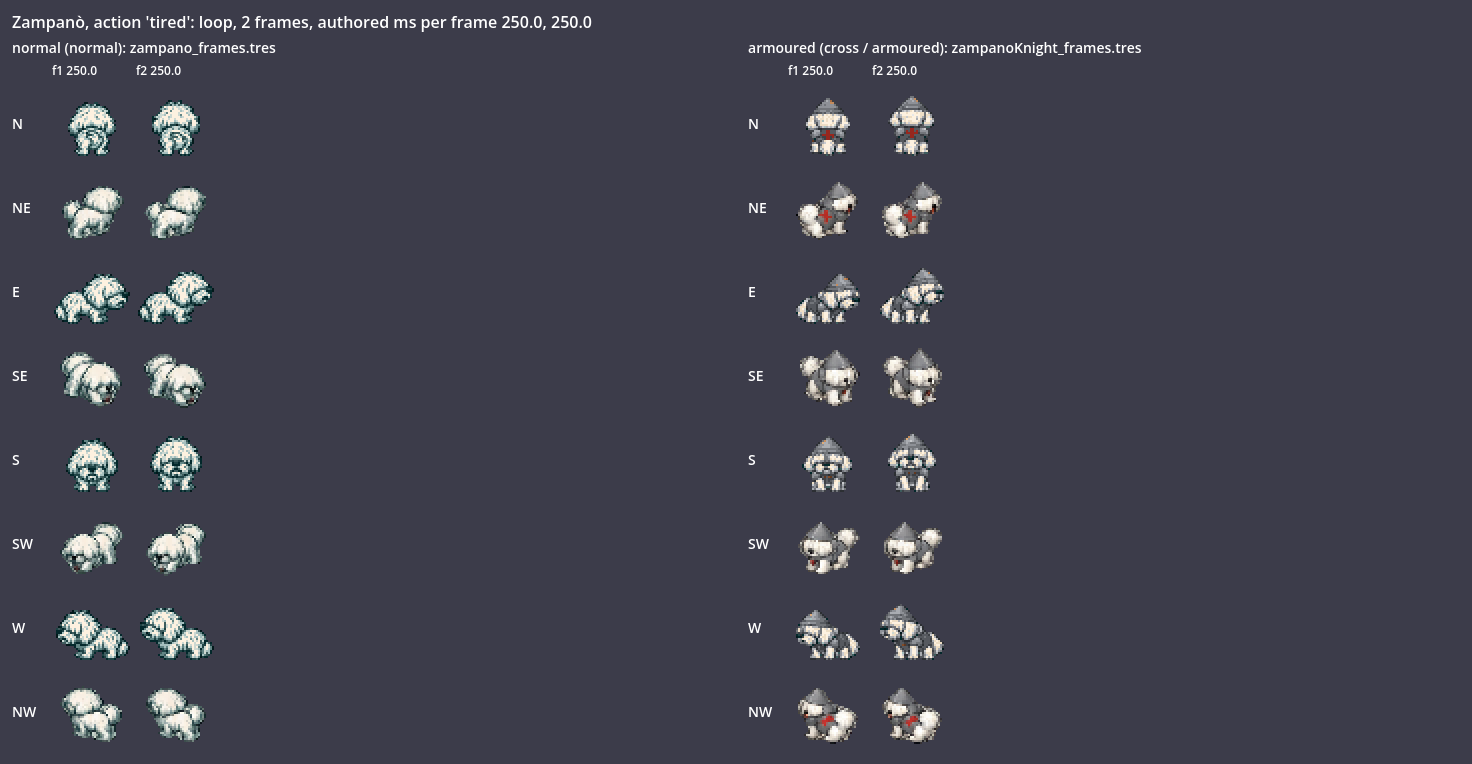 Zampanò, action 'tired': loop, 2 frames, authored ms per frame 250.0, 250.0
normal (normal): zampano_frames.tres
f1 250.0 f2 250.0
N
NE
E
SE
S
SW
W
NW
armoured (cross / armoured): zampanoKnight_frames.tres
f1 250.0 f2 250.0
N
NE
E
SE
S
SW
W
NW